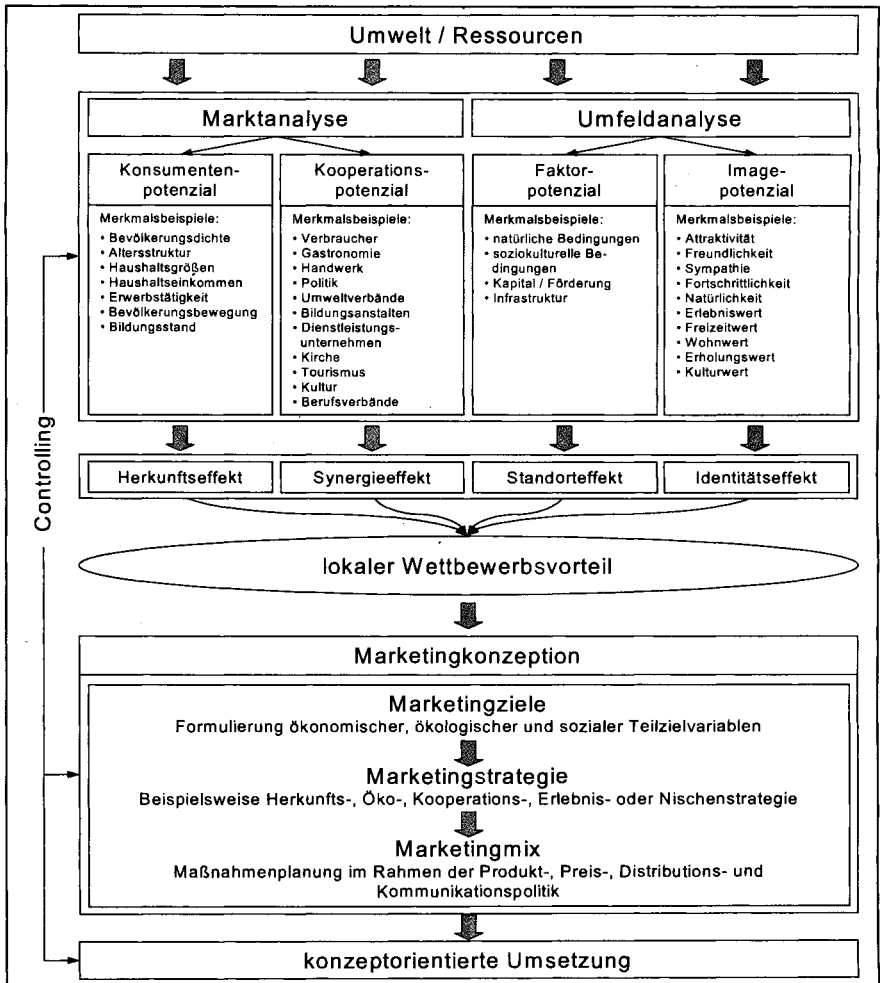 Umwelt / Ressourcen
Marktanalyse
Umfeldanalyse
Konsumenten-
potenzial
Merkmalsbeispiele:
• Bevölkerungsdichte
• Altersstruktur
• Haushaltsgrößen
• Haushaltseinkommen
• Erwerbstätigkeit
• Bevölkerungsbewegung
• Bildungsstand
Kooperations-
potenzial
Merkmalsbeispiele:
• Verbraucher
• Gastronomie
• Handwerk
• Politik
• Umweltverbände
• Bildungsanstalten
• Dienstleistungs-
unternehmen
• Kirche
• Tourismus
• Kultur
• Berufsverbände
Faktor-
potenzial
Merkmalsbeispiele:
• natürliche Bedingungen
• soziokulturelle Be-
dingungen
• Kapital / Förderung
• Infrastruktur
Image-
potenzial
Merkmalsbeispiele:
• Attraktivität
• Freundlichkeit
• Sympathie
• Fortschrittlichkeit
• Natürlichkeit
• Erlebniswert
• Freizeitwert
• Wohnwert
• Erholungswert
• Kulturwert
Controlling
Herkunftseffekt
Synergieeffekt
Standorteffekt
Identitätseffekt
lokaler Wettbewerbsvorteil
Marketingkonzeption
Marketingziele
Formulierung ökonomischer, ökologischer und sozialer Teilzielvariablen
Marketingstrategie
Beispielsweise Herkunfts-, Öko-, Kooperations-, Erlebnis- oder Nischenstrategie
Marketingmix
Maßnahmenplanung im Rahmen der Produkt-, Preis-, Distributions- und
Kommunikationspolitik
konzeptorientierte Umsetzung